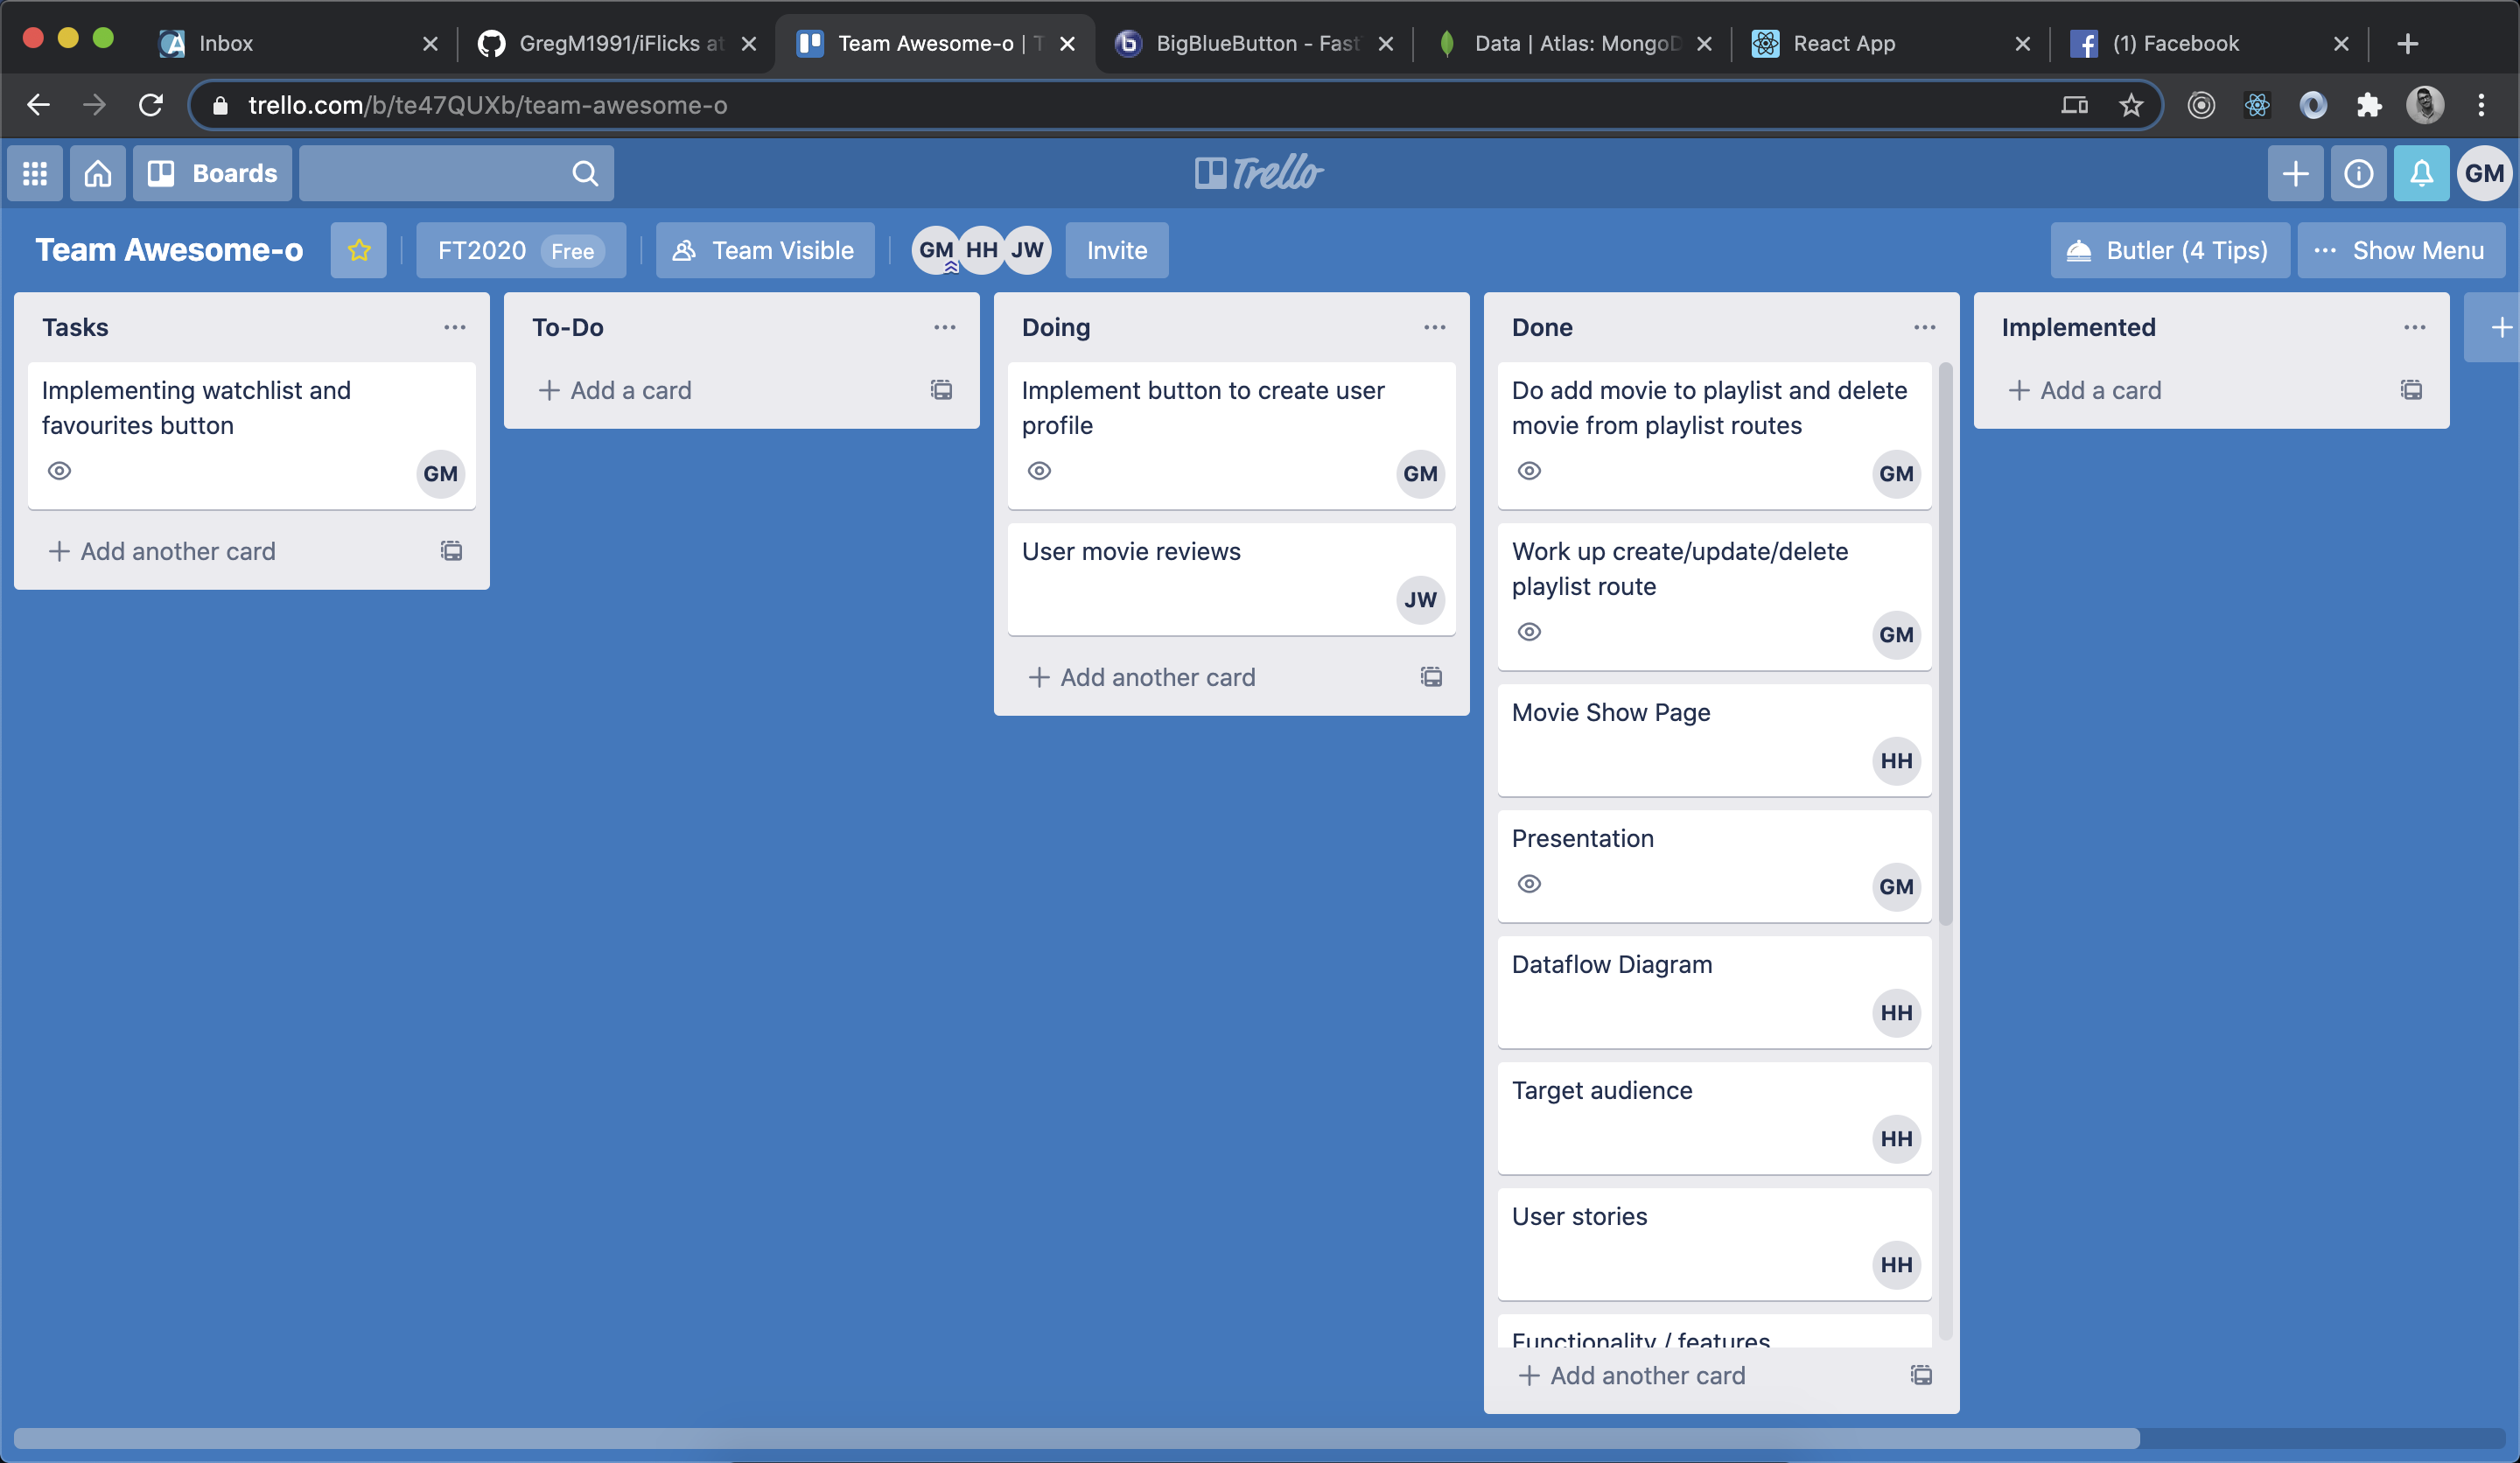 Inbox
GregM1991/iFlicks at
Team Awesome-o | T
BigBlueButton - Fast
Data | Atlas: MongoD
React App
(1) Facebook
trello.com/b/te47QUXb/team-awesome-o
Boards
Trello
GM
Team Awesome-o
FT2020 Free
Team Visible
GM HH JW
Invite
Butler (4 Tips)
Show Menu
Tasks
Implementing watchlist and
favourites button
GM
Add another card
To-Do
Add a card
Doing
Implement button to create user
profile
GM
User movie reviews
JW
Add another card
Done
Do add movie to playlist and delete
movie from playlist routes
GM
Work up create/update/delete
playlist route
GM
Movie Show Page
HH
Presentation
GM
Dataflow Diagram
HH
Target audience
HH
User stories
HH
Functionality / features
Add another card
Implemented
Add a card